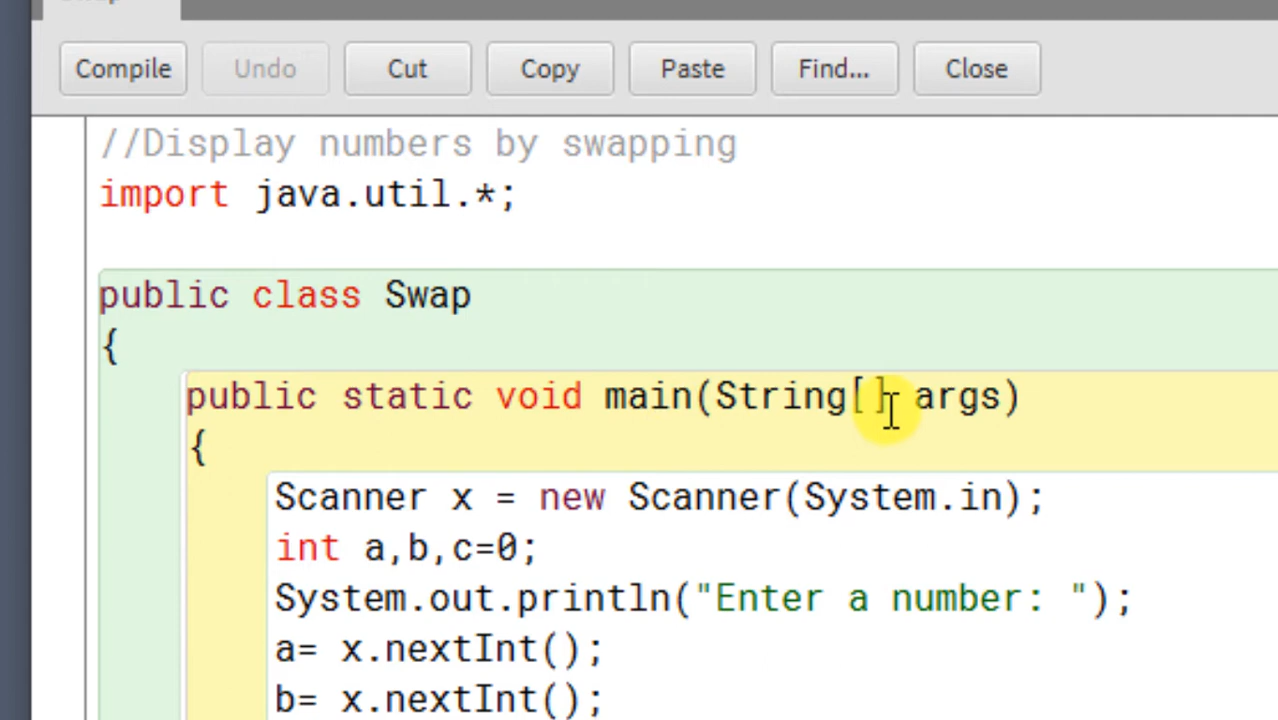 Compile Undo Cut Copy Paste Find... Close
//Display numbers by swapping
import java.util.*;
public class Swap
{
public static void main(String[] args)
{
Scanner x = new Scanner(System.in);
int a,b,c=0;
System.out.println("Enter a number: ");
a= x.nextInt();
b= x.nextInt();